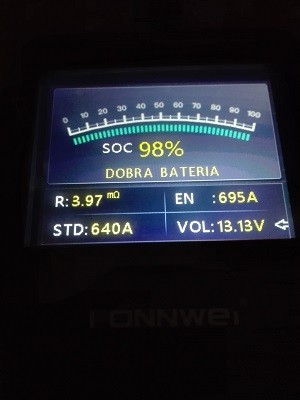 0 10 20 30 40 50 60 70 80 90 100
SOC 98%
DOBRA BATERIA
R: 3.97 mΩ EN : 695A
STD: 640A VOL: 13.13V
FONNWEI